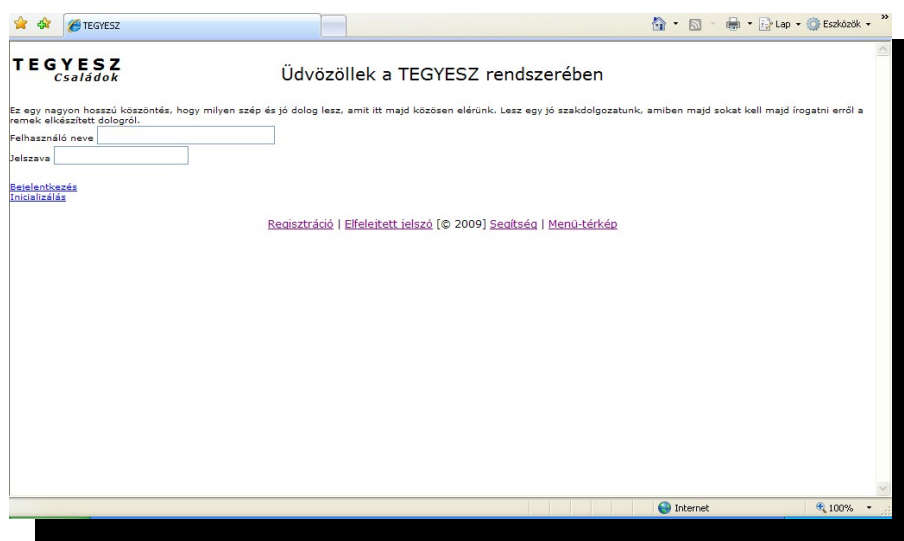 TEGYESZ
Lap
Eszközök
»
TEGYESZ
Családok
Üdvözöllek a TEGYESZ rendszerében
Ez egy nagyon hosszú köszöntés, hogy milyen szép és jó dolog lesz, amit itt majd közösen elérünk. Lesz egy jó szakdolgozatunk, amiben majd sokat kell majd írogatni erről a
remek elkészített dologról.
Felhasználó neve
Jelszava
Bejelentkezés
Inicializálás
Regisztráció | Elfelejtett jelszó [© 2009] Segítség | Menü-térkép
Internet
100%